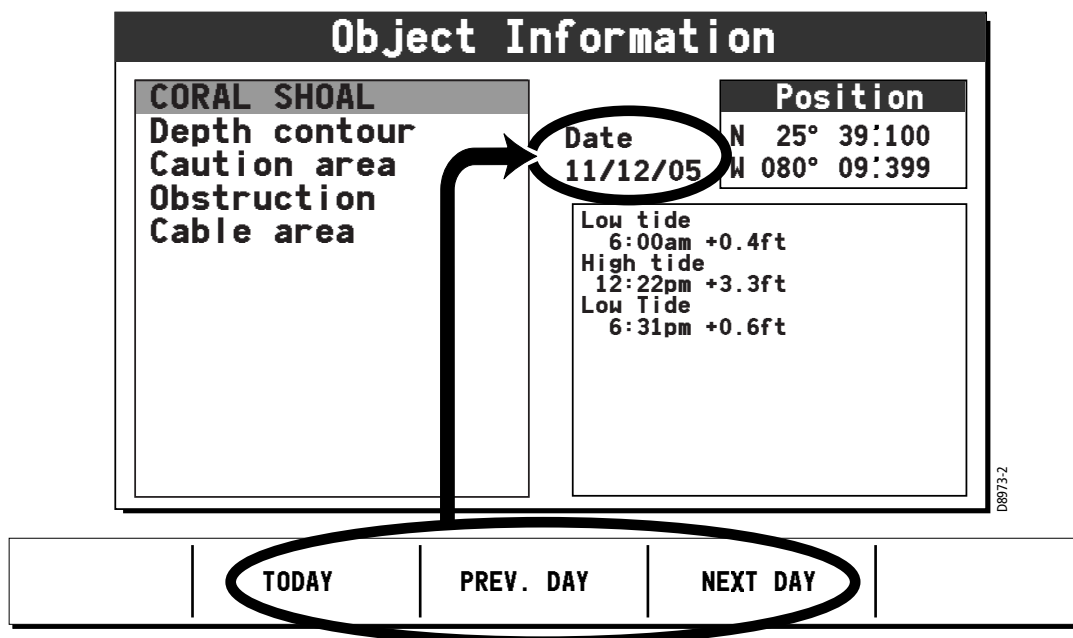 Object Information
CORAL SHOAL
Depth contour
Caution area
Obstruction
Cable area
Date
11/12/05
Position
N 25° 39.'100
W 080° 09.'399
Low tide
6:00am +0.4ft
High tide
12:22pm +3.3ft
Low Tide
6:31pm +0.6ft
D8973-2
TODAY PREV. DAY NEXT DAY